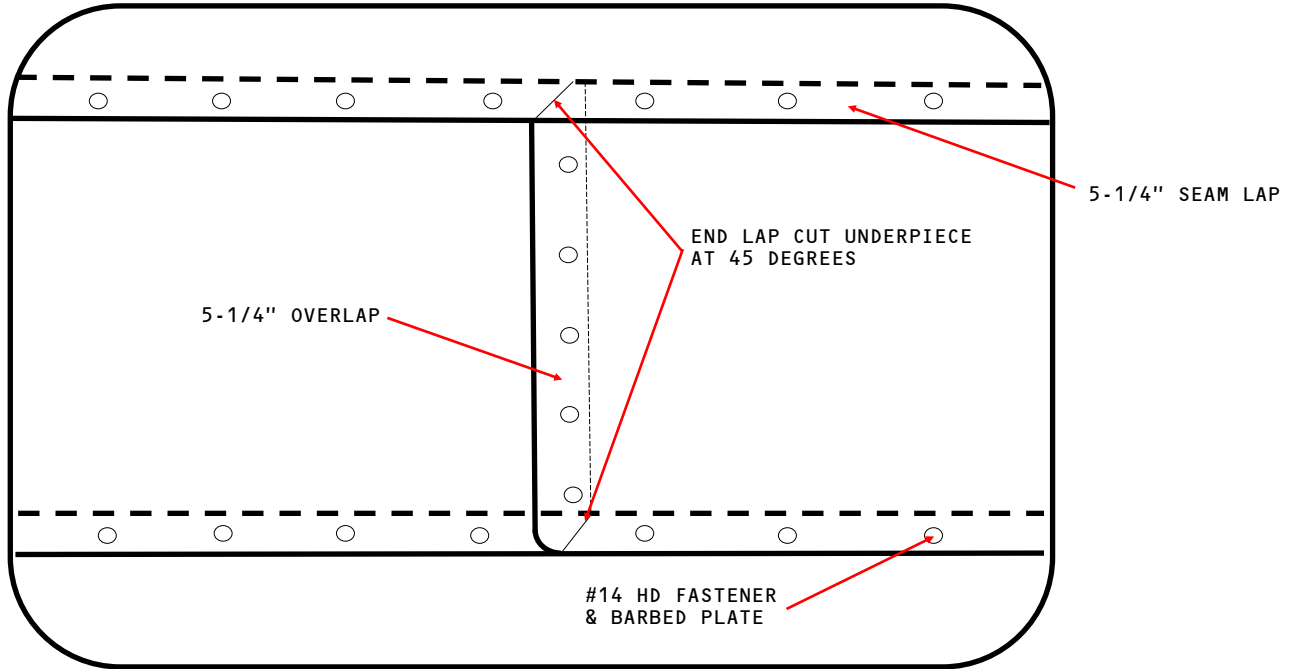 5-1/4" SEAM LAP
END LAP CUT UNDERPIECE
AT 45 DEGREES
5-1/4" OVERLAP
#14 HD FASTENER
& BARBED PLATE